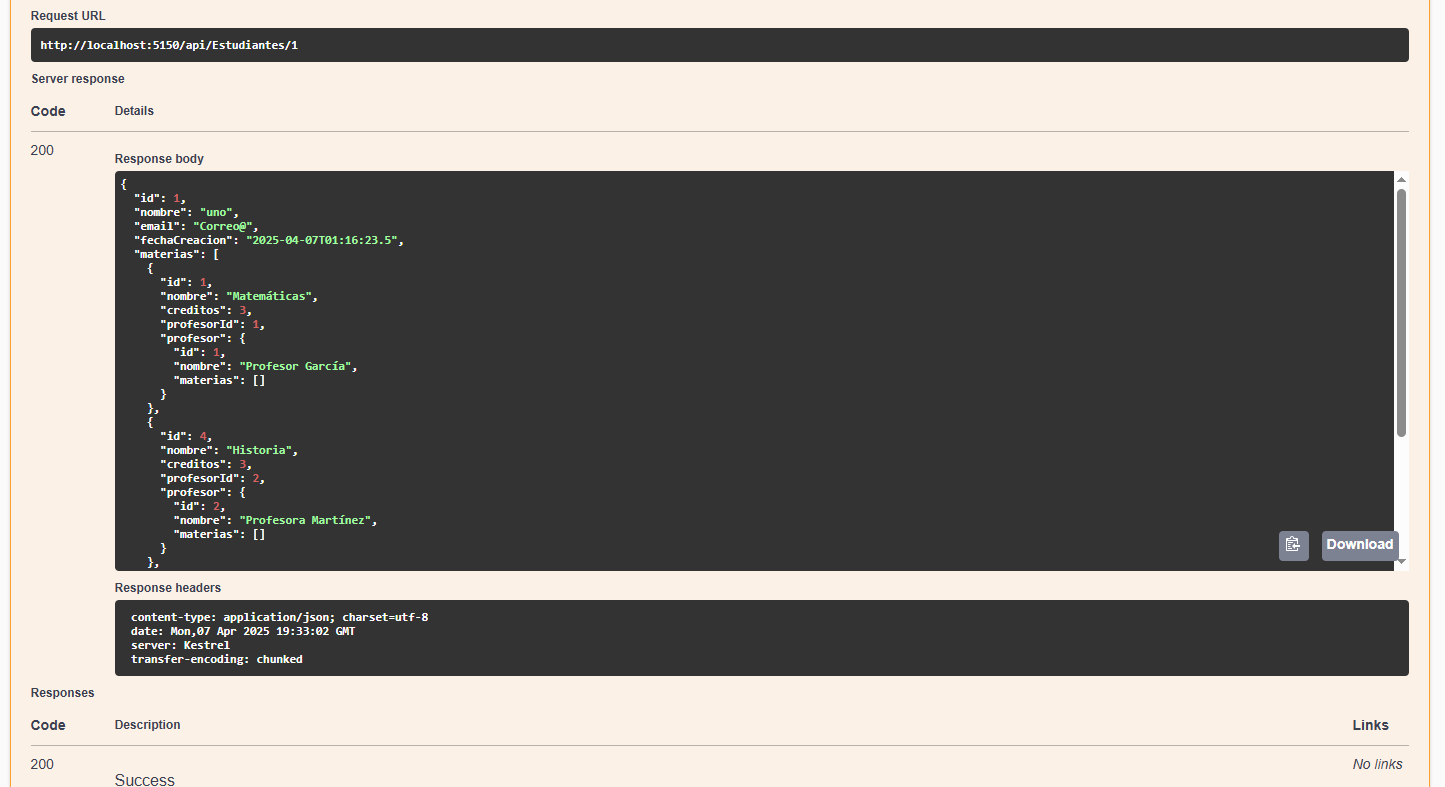 Request URL
http://localhost:5150/api/Estudiantes/1
Server response
Code Details
200
Response body
{
  "id": 1,
  "nombre": "uno",
  "email": "Correo@",
  "fechaCreacion": "2025-04-07T01:16:23.5",
  "materias": [
    {
      "id": 1,
      "nombre": "Matemáticas",
      "creditos": 3,
      "profesorId": 1,
      "profesor": {
        "id": 1,
        "nombre": "Profesor García",
        "materias": []
      }
    },
    {
      "id": 4,
      "nombre": "Historia",
      "creditos": 3,
      "profesorId": 2,
      "profesor": {
        "id": 2,
        "nombre": "Profesora Martínez",
        "materias": []
      }
    },
Download
Response headers
content-type: application/json; charset=utf-8
date: Mon,07 Apr 2025 19:33:02 GMT
server: Kestrel
transfer-encoding: chunked
Responses
Code Description Links
200 No links
Success